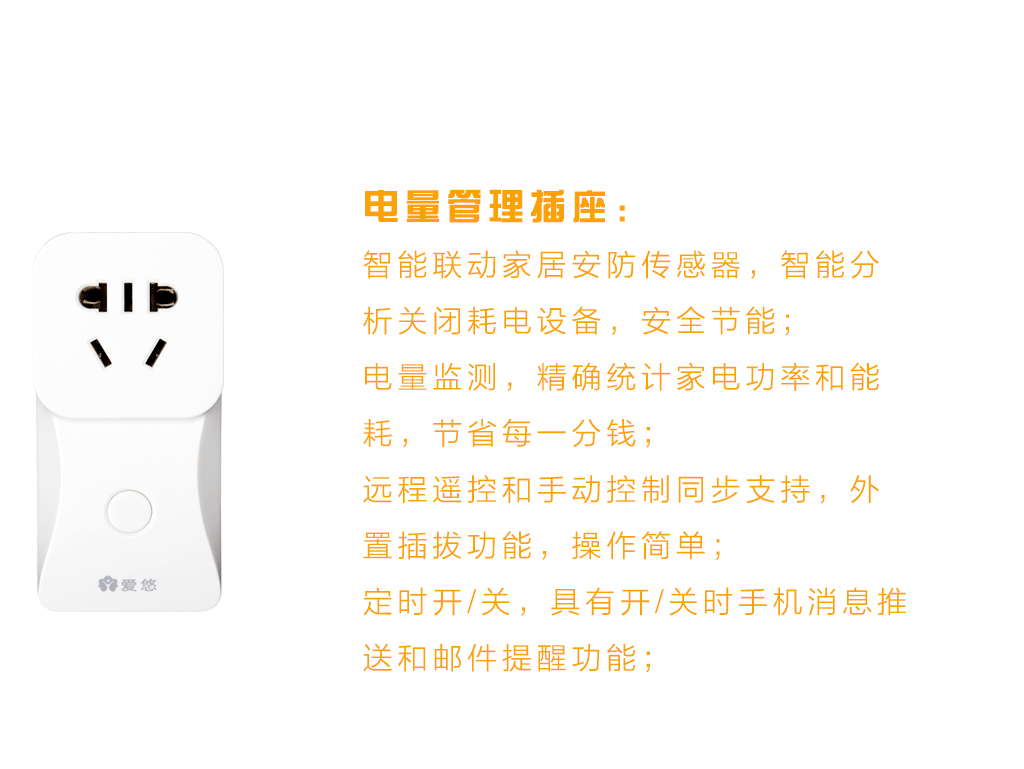 电量管理插座：
智能联动家居安防传感器，智能分
析关闭耗电设备，安全节能；
电量监测，精确统计家电功率和能
耗，节省每一分钱；
远程遥控和手动控制同步支持，外
置插拔功能，操作简单；
定时开/关，具有开/关时手机消息推
送和邮件提醒功能；
爱悠